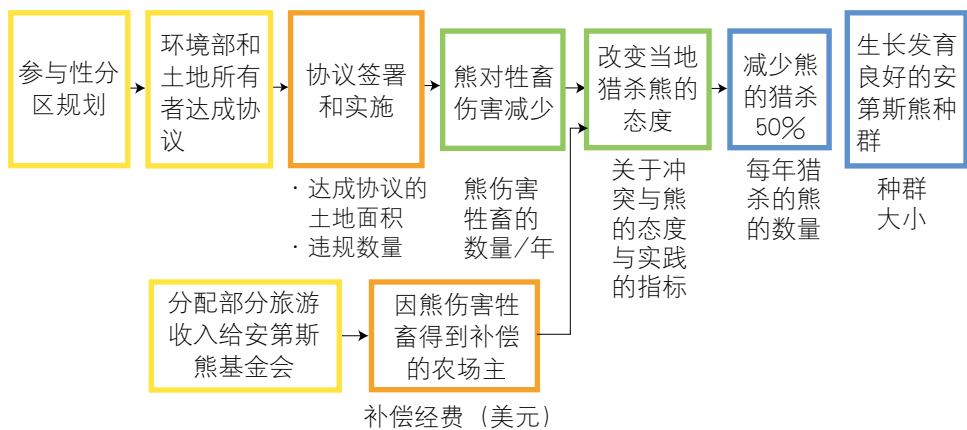 参与性分
区规划
环境部和
土地所有
者达成协
议
协议签署
和实施
熊对牲畜
伤害减少
改变当地
猎杀熊的
态度
减少熊
的猎杀
50%
生长发育
良好的安
第斯熊种
群
· 达成协议的
土地面积
· 违规数量
熊伤害
牲畜的
数量/年
关于冲
突与熊
的态度
与实践
的指标
每年猎
杀的熊
的数量
种群
大小
分配部分旅游
收入给安第斯
熊基金会
因熊伤害牲
畜得到补偿
的农场主
补偿经费（美元）